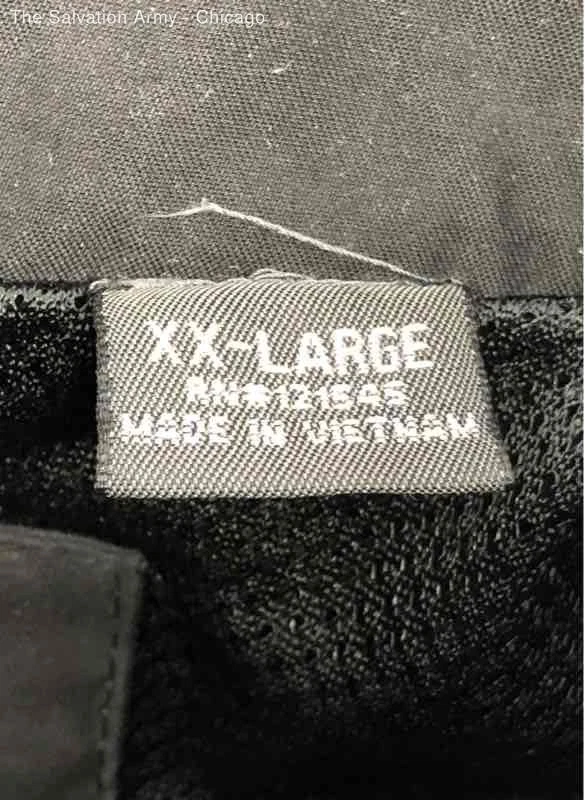 The Salvation Army - Chicago
XX-LARGE
RN#121545
MADE IN VIETNAM